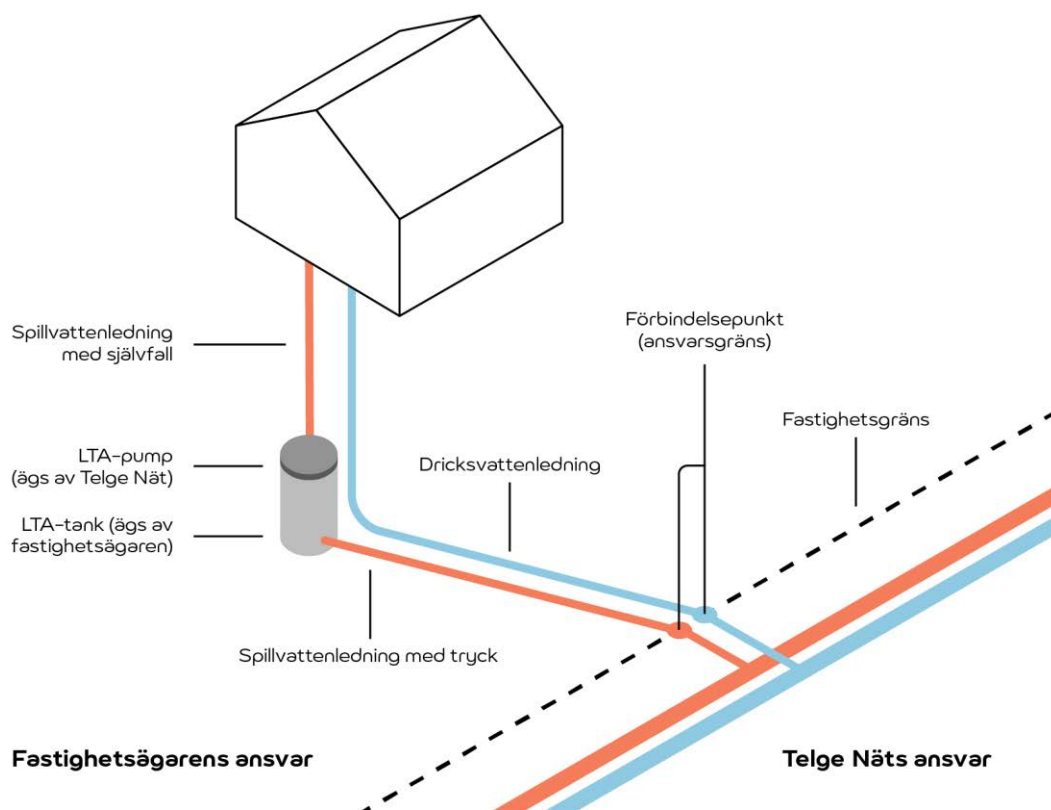 Spillvattenledning
med självfall
Förbindelsepunkt
(ansvarsgräns)
Fastighetsgräns
LTA-pump
(ägs av Telge Nät)
Dricksvattenledning
LTA-tank (ägs av
fastighetsägaren)
Spillvattenledning med tryck
Fastighetsägarens ansvar
Telge Näts ansvar